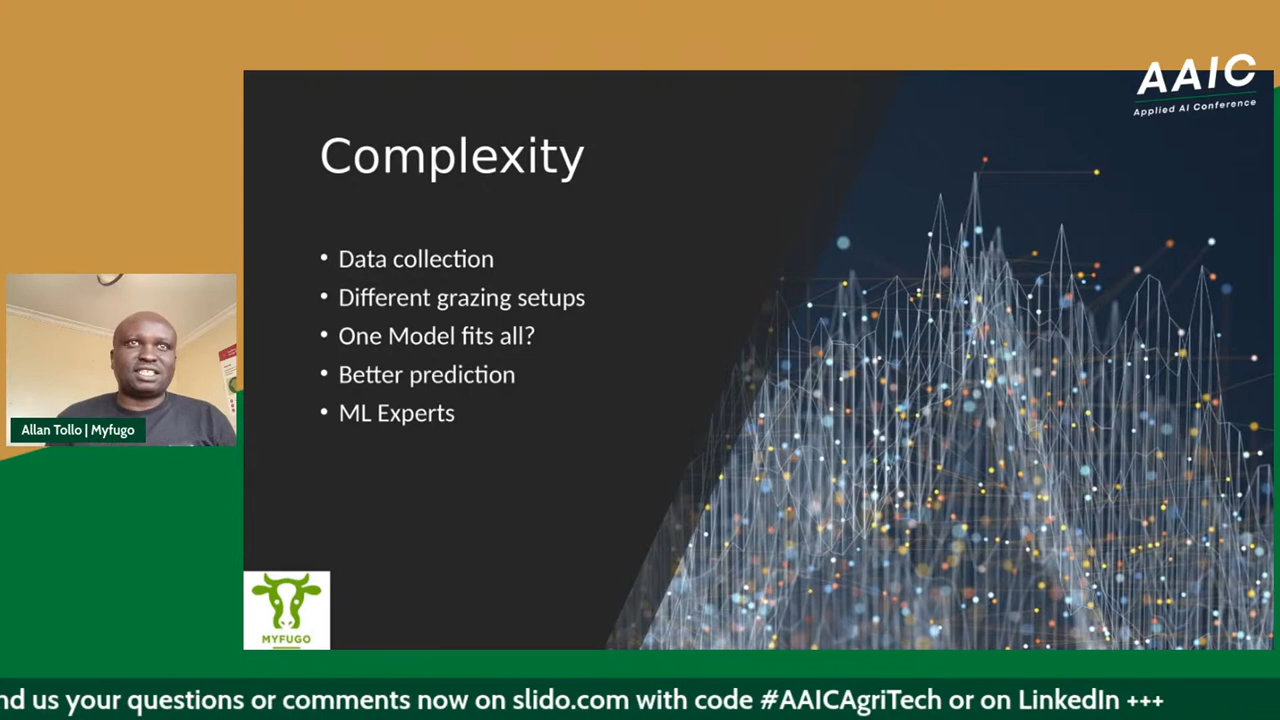 AAIC
Applied AI Conference
Complexity
• Data collection
• Different grazing setups
• One Model fits all?
• Better prediction
• ML Experts
Allan Tollo | Myfugo
MYFUGO
nd us your questions or comments now on slido.com with code #AAICAgriTech or on LinkedIn +++